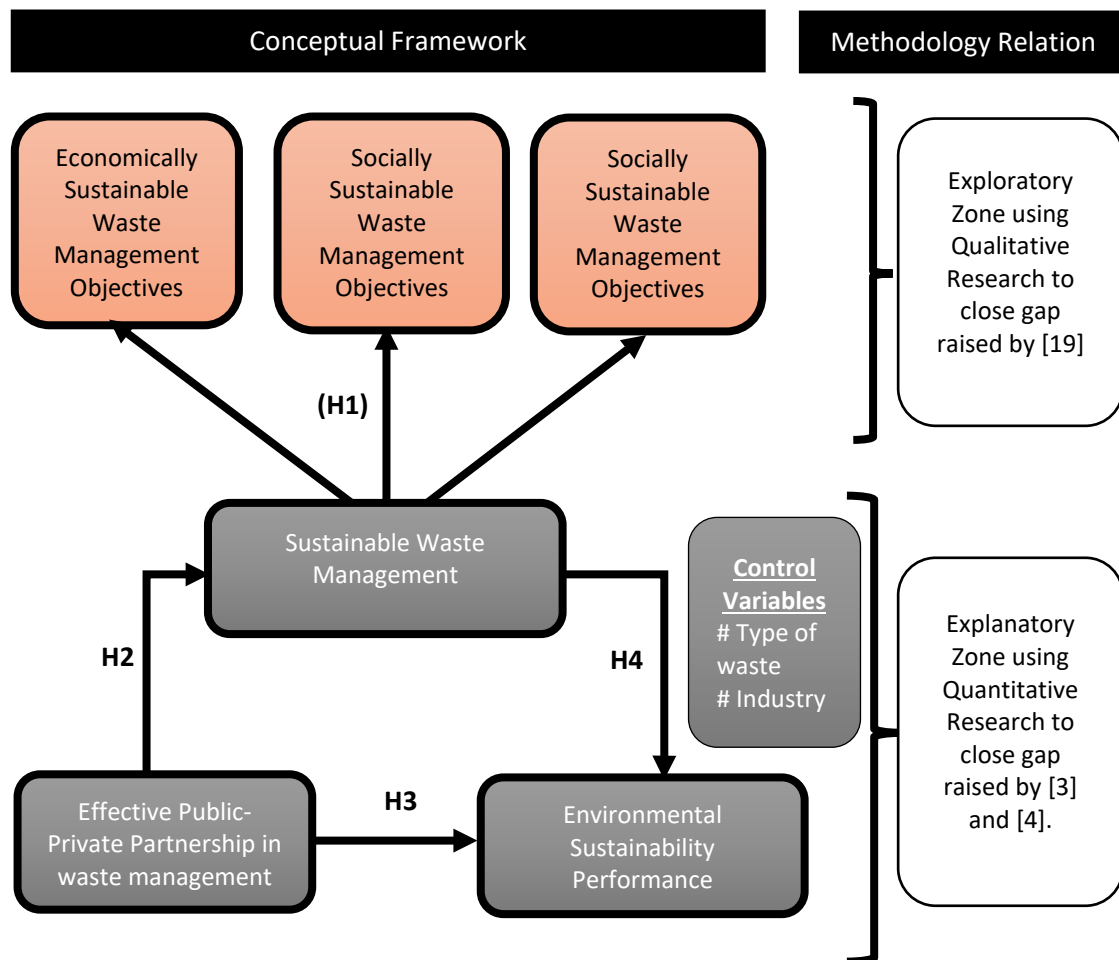 Conceptual Framework
Methodology Relation
Economically
Sustainable
Waste
Management
Objectives
Socially
Sustainable
Waste
Management
Objectives
Socially
Sustainable
Waste
Management
Objectives
Exploratory
Zone using
Qualitative
Research to
close gap
raised by [19]
(H1)
Sustainable Waste
Management
Control
Variables
# Type of
waste
# Industry
H2
H4
Explanatory
Zone using
Quantitative
Research to
close gap
raised by [3]
and [4].
Effective Public-
Private Partnership in
waste management
H3
Environmental
Sustainability
Performance